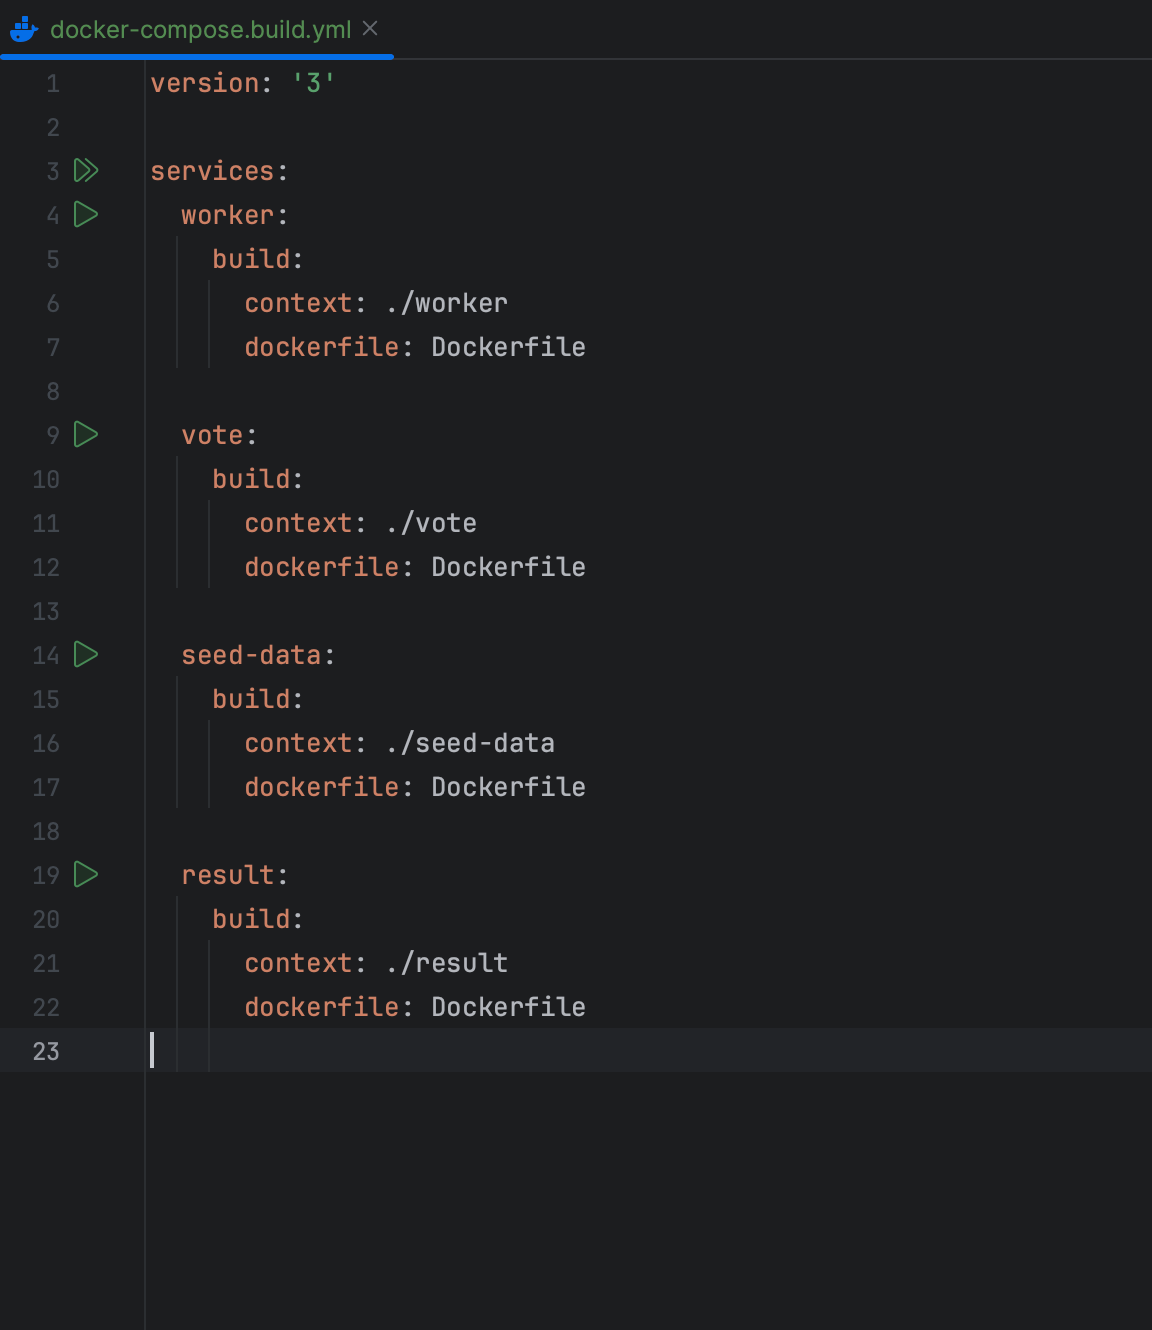 docker-compose.build.yml
1 version: '3'
2
3 services:
4   worker:
5     build:
6       context: ./worker
7       dockerfile: Dockerfile
8
9   vote:
10     build:
11       context: ./vote
12       dockerfile: Dockerfile
13
14   seed-data:
15     build:
16       context: ./seed-data
17       dockerfile: Dockerfile
18
19   result:
20     build:
21       context: ./result
22       dockerfile: Dockerfile
23